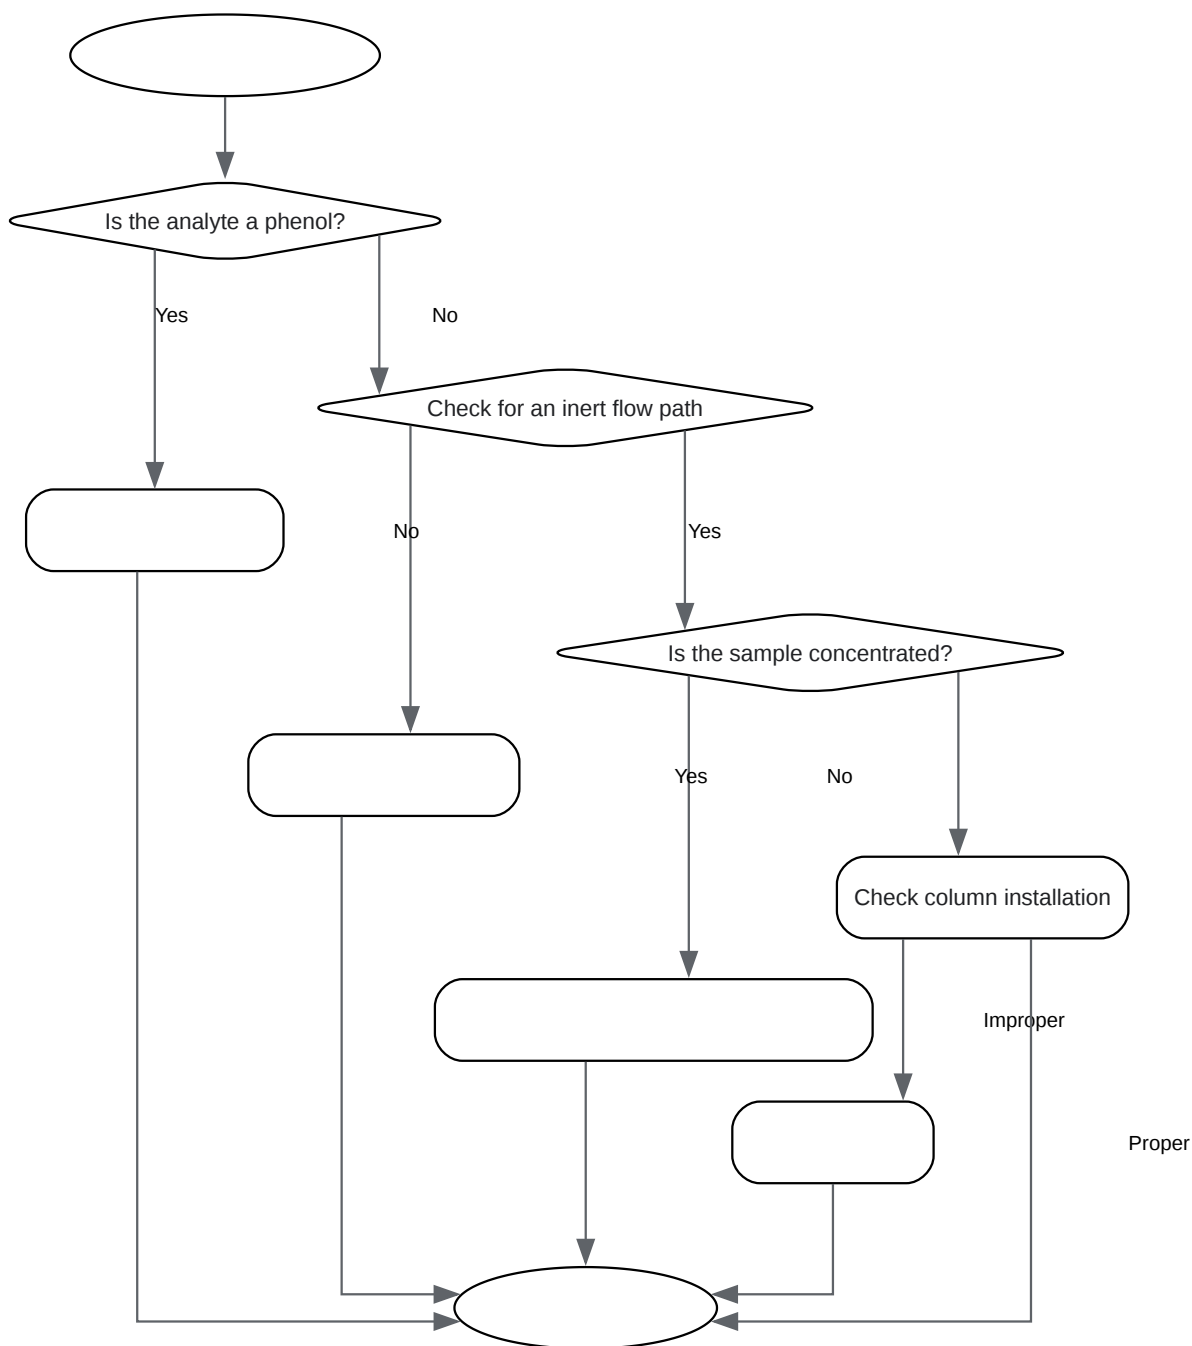 Is the analyte a phenol?
Yes
No
Check for an inert flow path
No
Yes
Is the sample concentrated?
Yes
No
Check column installation
Improper
Proper